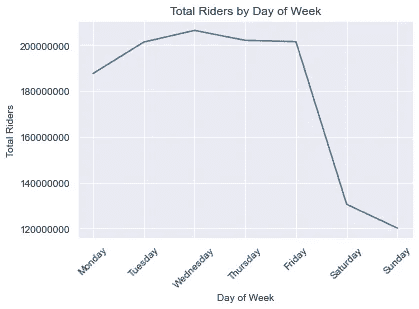 Total Riders by Day of Week
Total Riders
200000000
180000000
160000000
140000000
120000000
Monday
Tuesday
Wednesday
Thursday
Friday
Saturday
Sunday
Day of Week